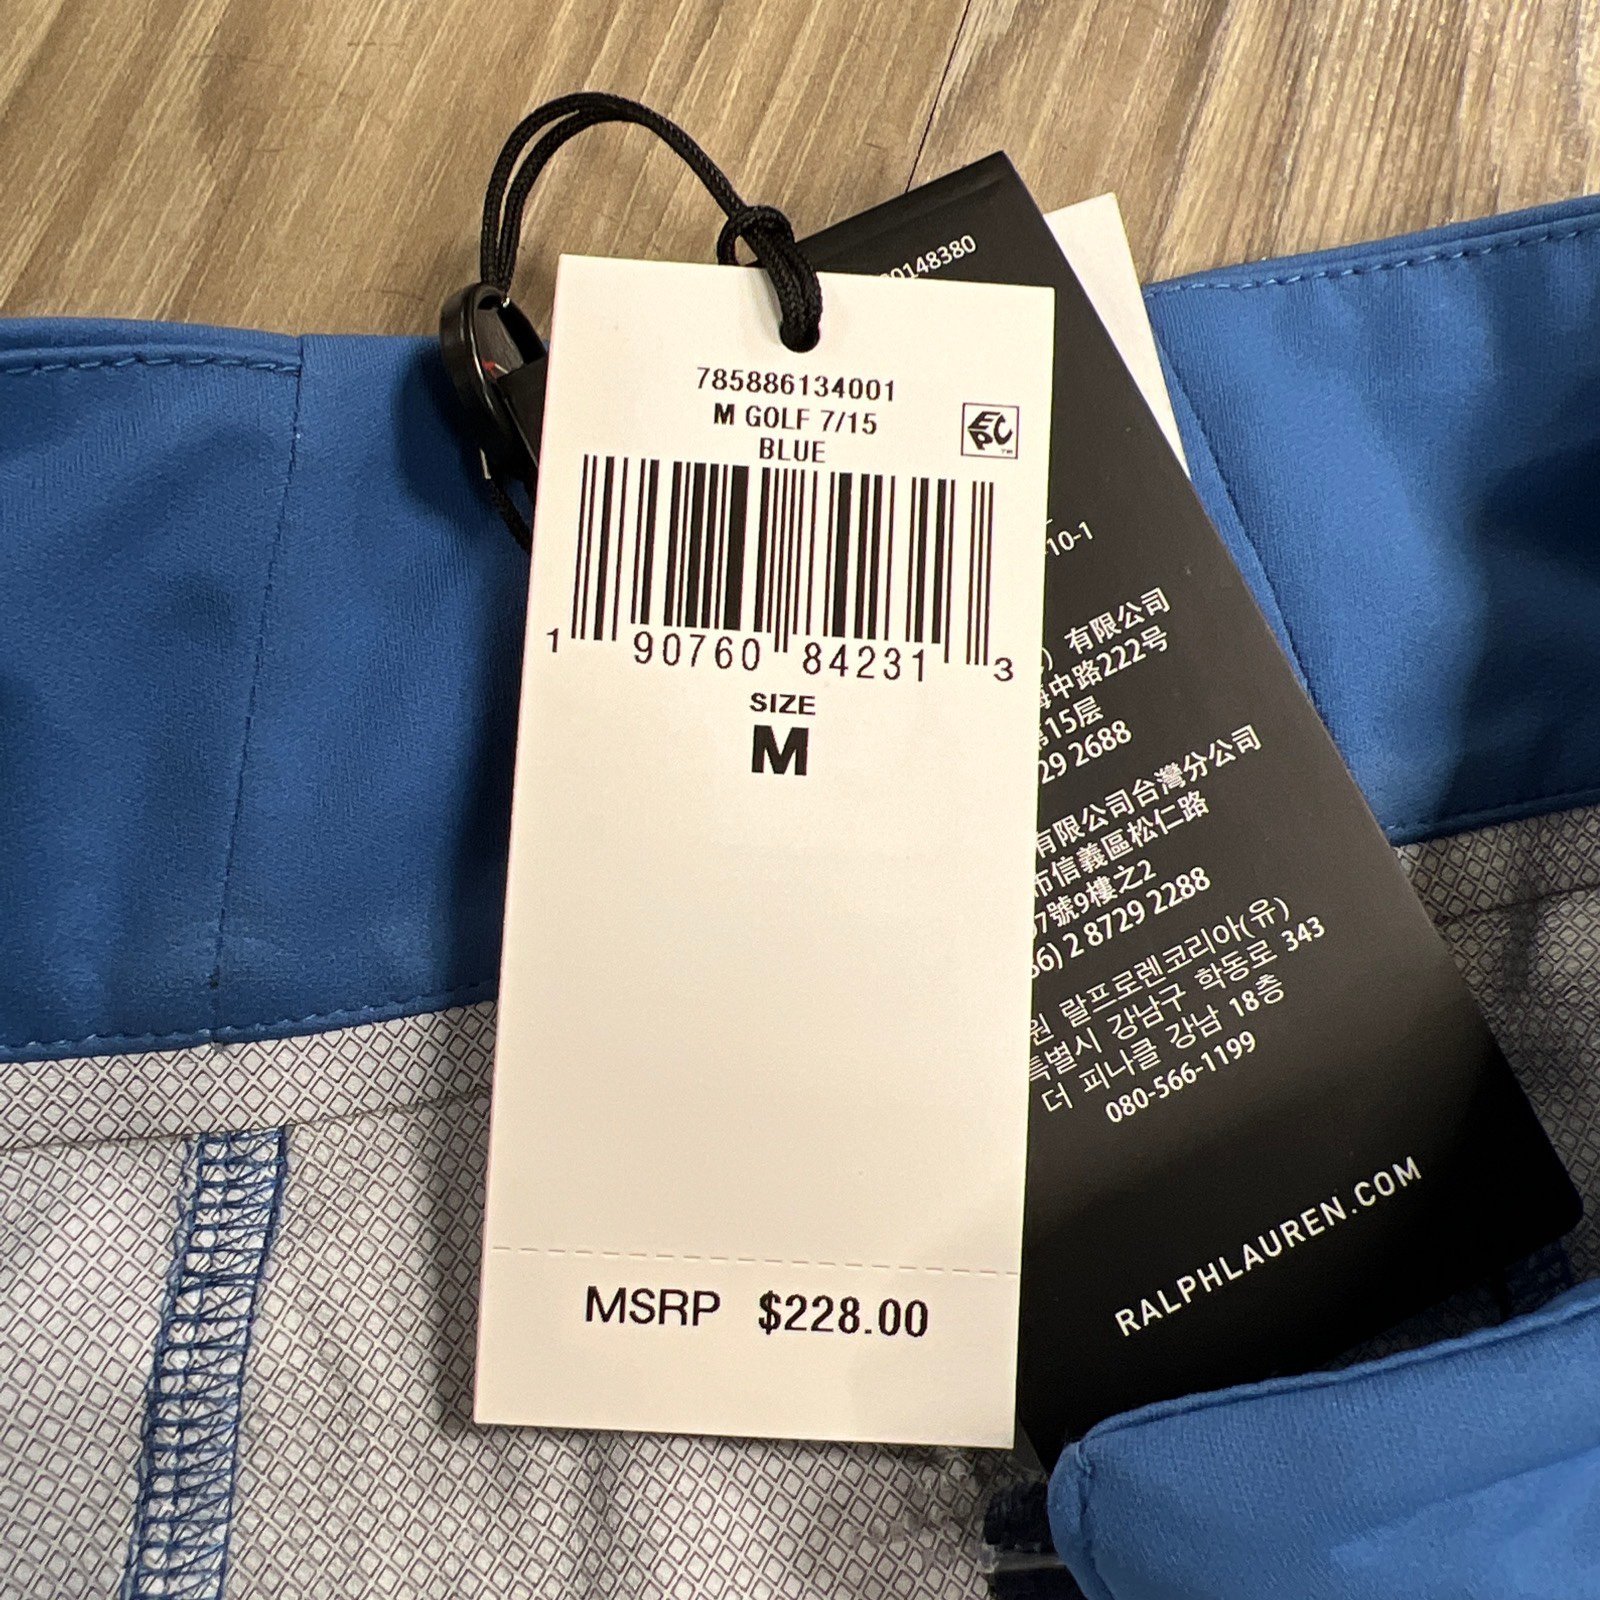 785886134001
M GOLF 7/15
BLUE
EPC
TM
1 90760 84231 3
SIZE
M
MSRP $228.00
0148380
10-1
有限公司
中路222号
15层
29 2688
有限公司台灣分公司
市信義區松仁路
07號9樓之2
86) 2 8729 2288
랄프로렌코리아(유)
특별시 강남구 학동로 343
더 피나클 강남 18층
080-566-1199
RALPHLAUREN.COM